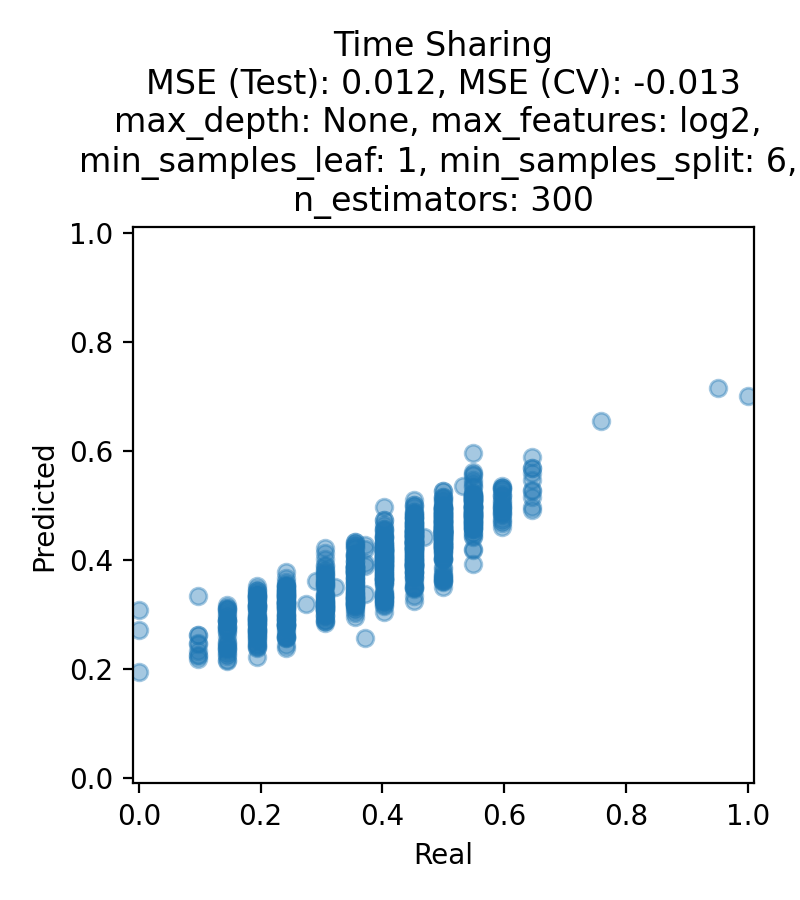 Time Sharing
MSE (Test): 0.012, MSE (CV): -0.013
max_depth: None, max_features: log2,
min_samples_leaf: 1, min_samples_split: 6,
n_estimators: 300
1.0
0.8
0.6
0.4
0.2
0.0
Predicted
0.0 0.2 0.4 0.6 0.8 1.0
Real